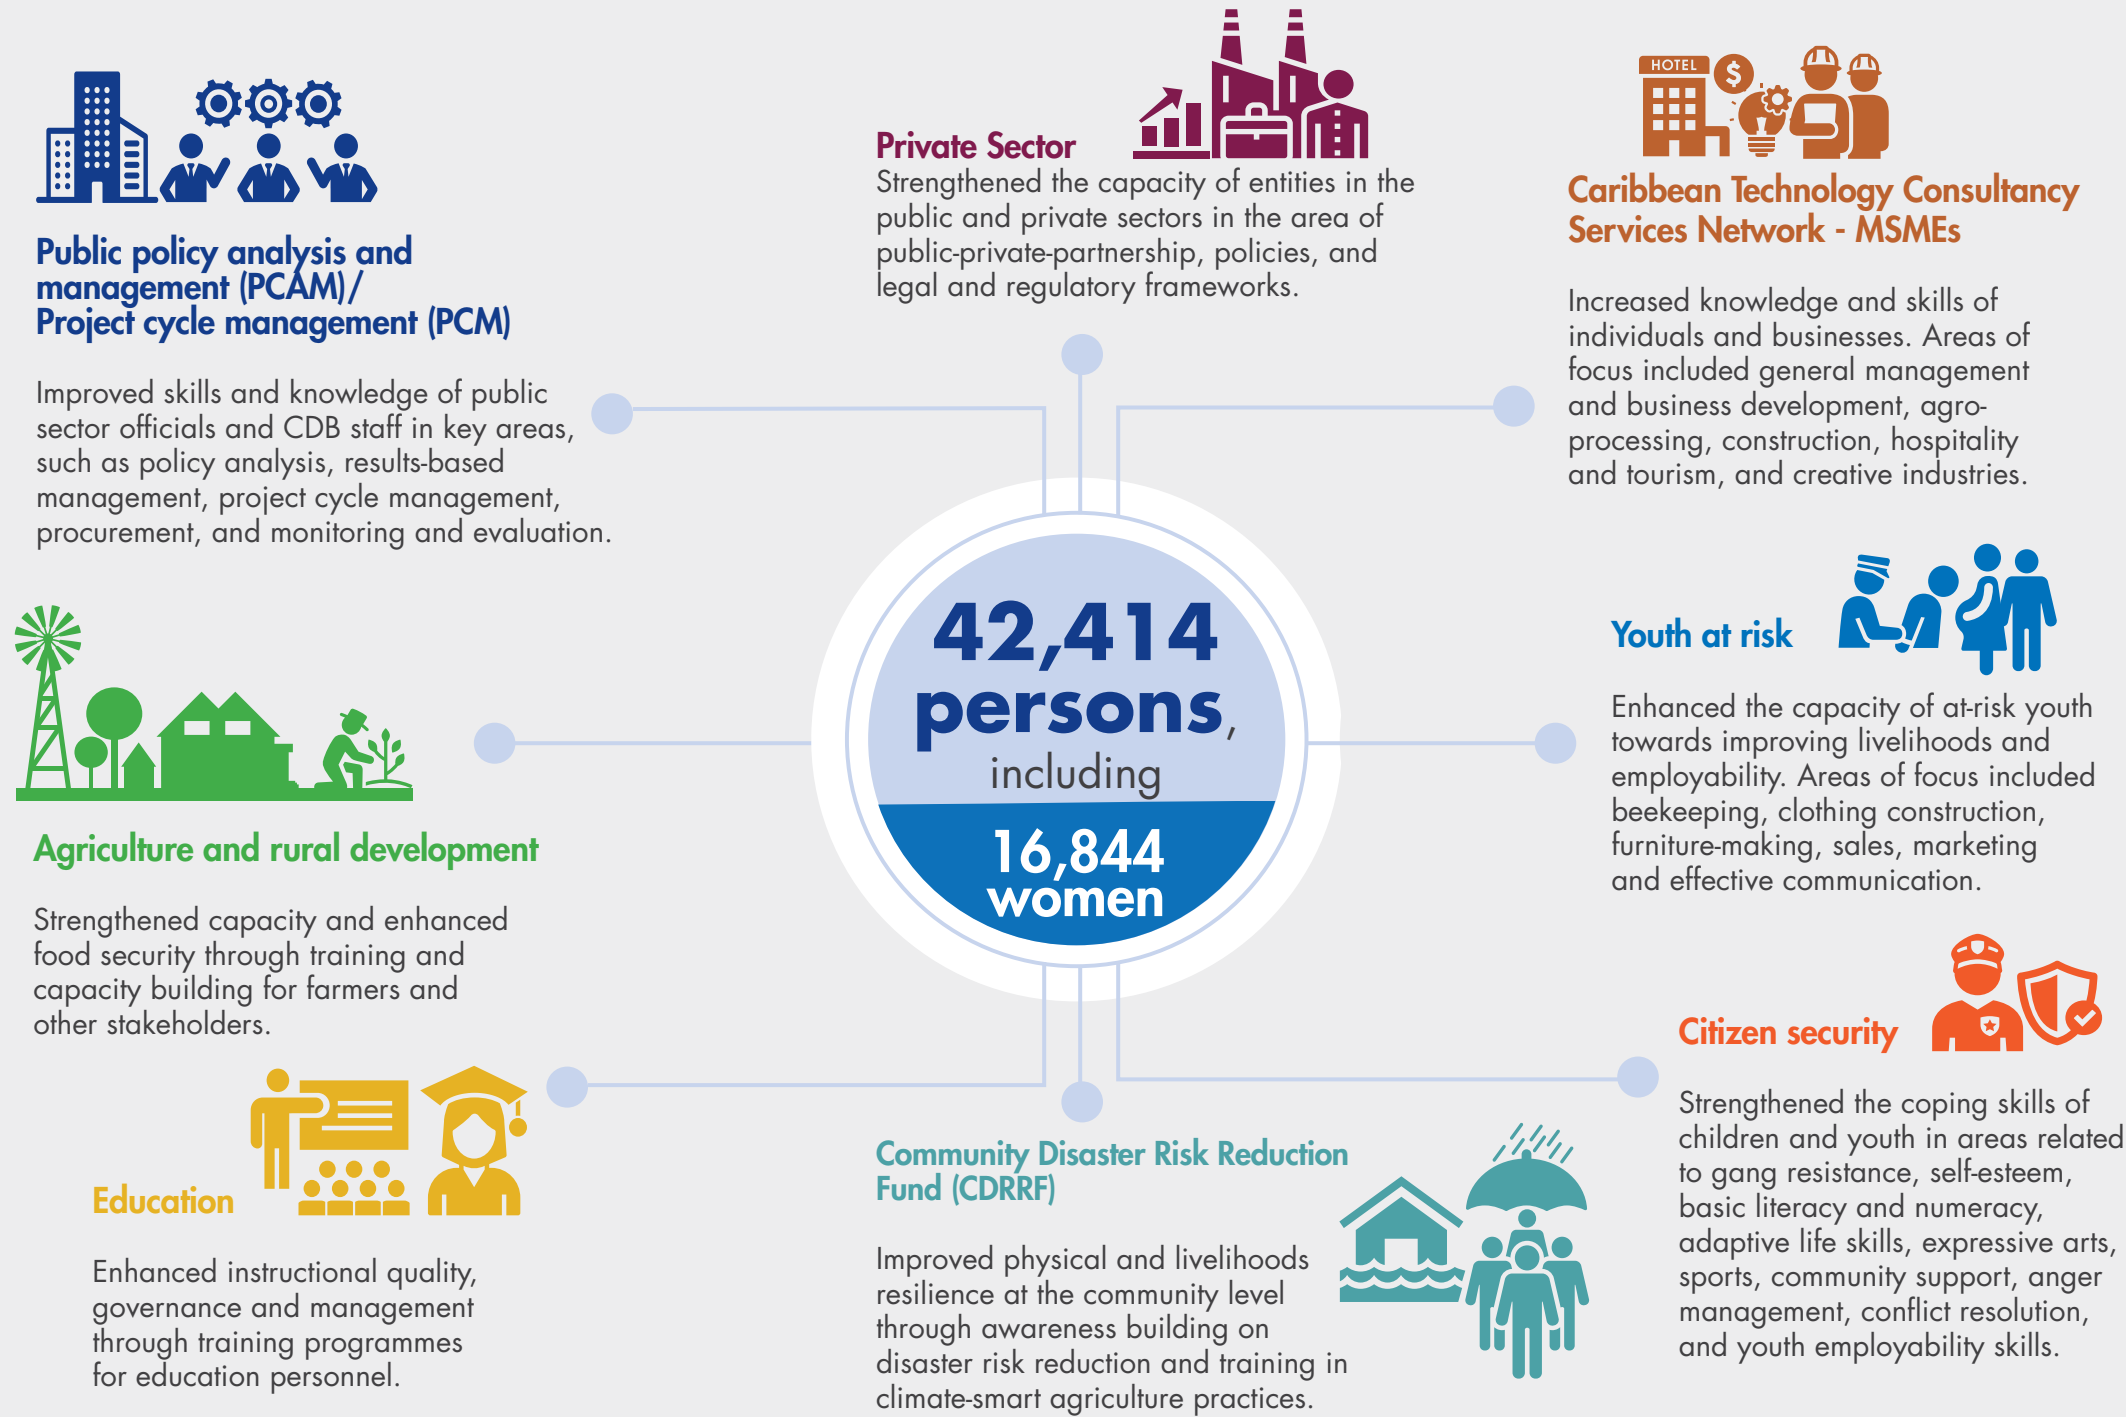 Public policy analysis and
management (PCAM)/
Project cycle management (PCM)
Improved skills and knowledge of public
sector officials and CDB staff in key areas,
such as policy analysis, results-based
management, project cycle management,
procurement, and monitoring and evaluation.
Private Sector
Strengthened the capacity of entities in the
public and private sectors in the area of
public-private-partnership, policies, and
legal and regulatory frameworks.
HOTEL
$
Caribbean Technology Consultancy
Services Network - MSMEs
Increased knowledge and skills of
individuals and businesses. Areas of
focus included general management
and business development, agro-
processing, construction, hospitality
and tourism, and creative industries.
42,414
persons,
including
16,844
women
Youth at risk
Enhanced the capacity of at-risk youth
towards improving livelihoods and
employability. Areas of focus included
beekeeping, clothing construction,
furniture-making, sales, marketing
and effective communication.
Agriculture and rural development
Strengthened capacity and enhanced
food security through training and
capacity building for farmers and
other stakeholders.
Citizen security
Strengthened the coping skills of
children and youth in areas related
to gang resistance, self-esteem,
basic literacy and numeracy,
adaptive life skills, expressive arts,
sports, community support, anger
management, conflict resolution,
and youth employability skills.
Education
Enhanced instructional quality,
governance and management
through training programmes
for education personnel.
Community Disaster Risk Reduction
Fund (CDRRF)
Improved physical and livelihoods
resilience at the community level
through awareness building on
disaster risk reduction and training in
climate-smart agriculture practices.